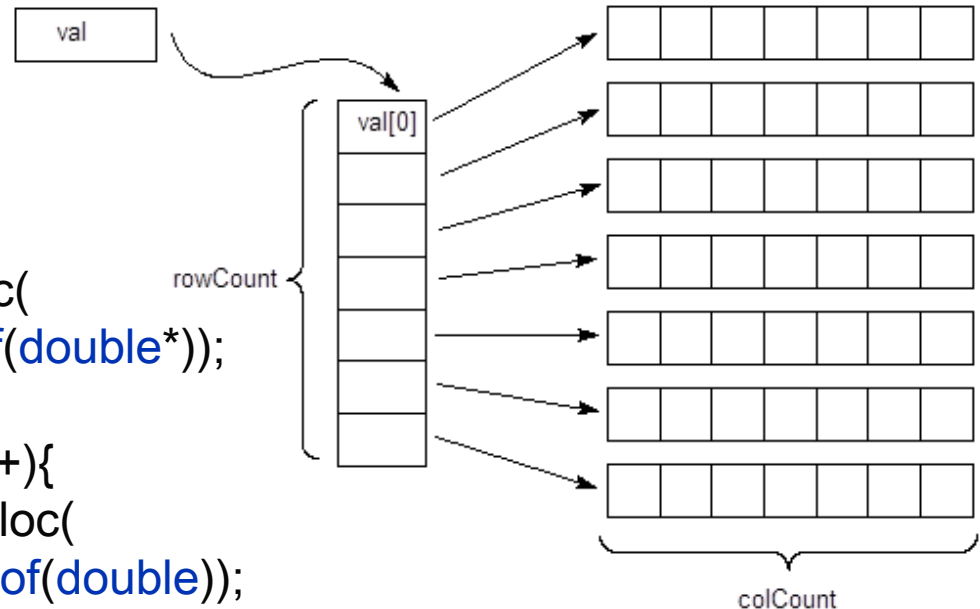 val
val[0]
rowCount
c(
f(double*));
+){
loc(
of(double));
colCount